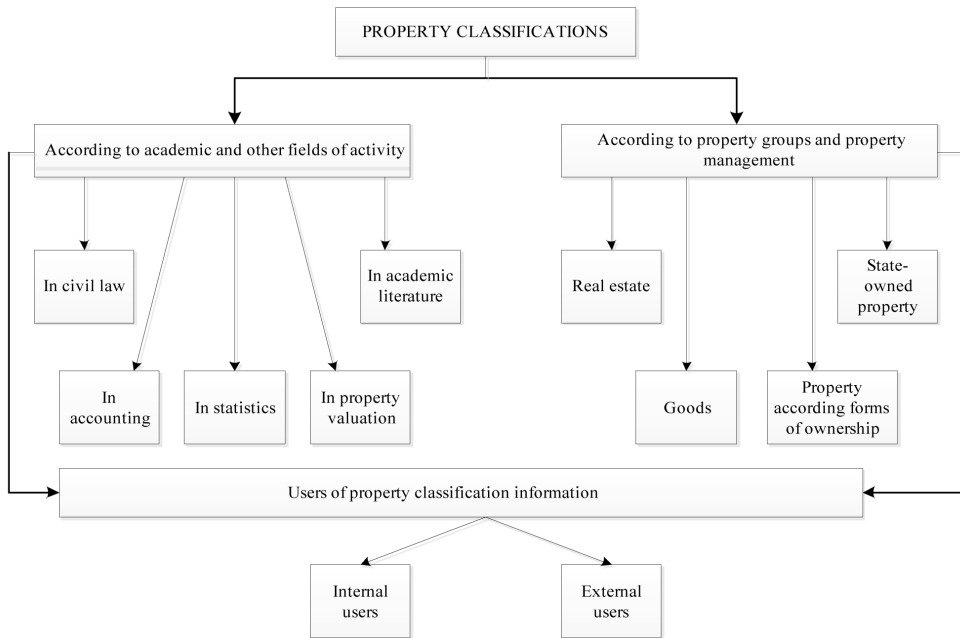 PROPERTY CLASSIFICATIONS
According to academic and other fields of activity
According to property groups and property
management
In civil law
In academic
literature
Real estate
State-
owned
property
In
accounting
In statistics
In property
valuation
Goods
Property
according forms
of ownership
Users of property classification information
Internal
users
External
users